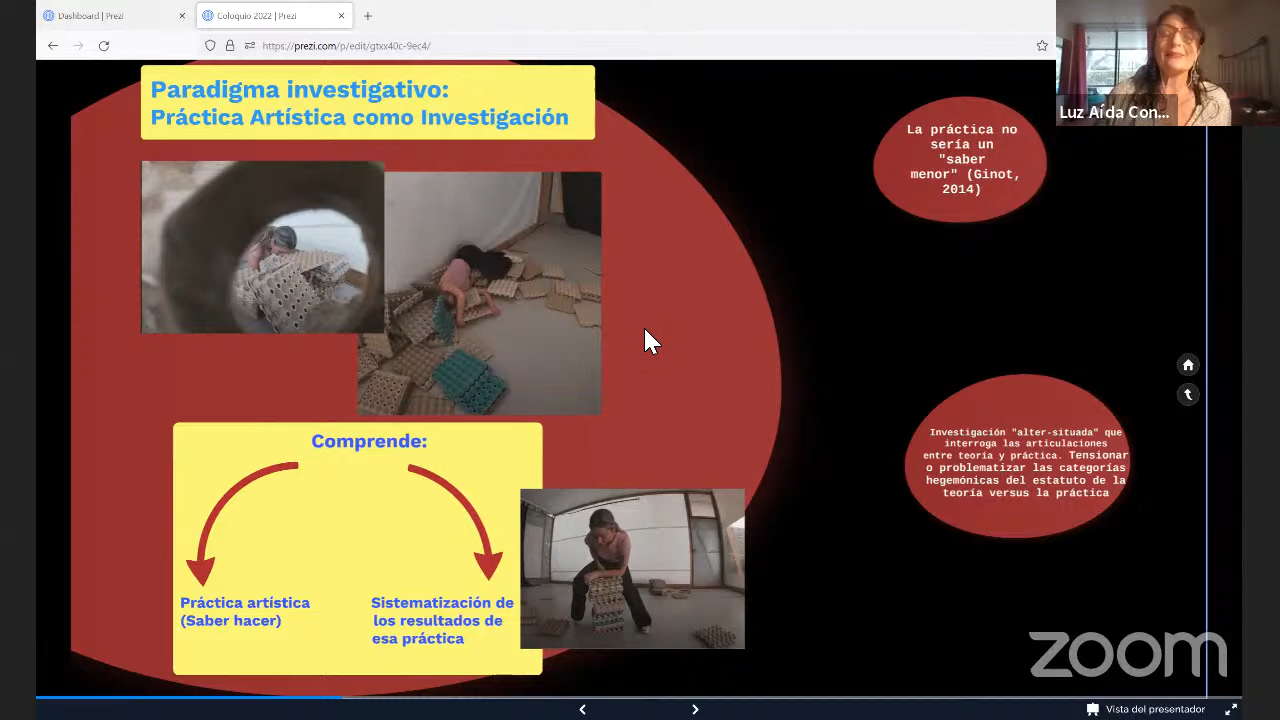 Dashboard | Prezi
Coloquio 2022 | Prezi
https://prezi.com/p/edit/gtxx40c-9ec4/
Paradigma investigativo:
Práctica Artística como Investigación
Luz Aída Con...
La práctica no
sería un
"saber
menor" (Ginot,
2014)
Comprende:
Práctica artística
(Saber hacer)
Sistematización de
los resultados de
esa práctica
Investigación "alter-situada" que
interroga las articulaciones
entre teoría y práctica. Tensionar
o problematizar las categorías
hegemónicas del estatuto de la
teoría versus la práctica
zoom
Vista del presentador